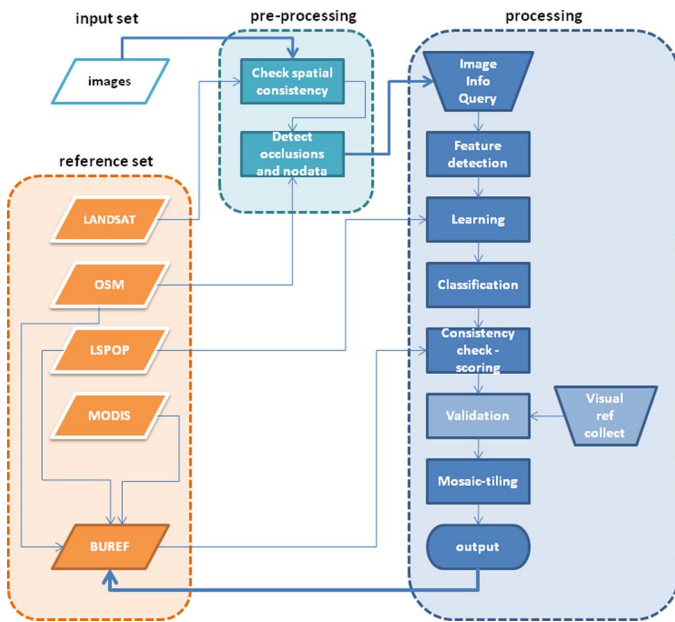 input set
pre-processing
processing
images
Check spatial
consistency
Detect
occlusions
and nodata
Image
Info
Query
Feature
detection
reference set
LANDSAT
Learning
OSM
Classification
LSPOP
Consistency
check -
scoring
MODIS
Validation
Visual
ref
collect
Mosaic-tiling
BUREF
output